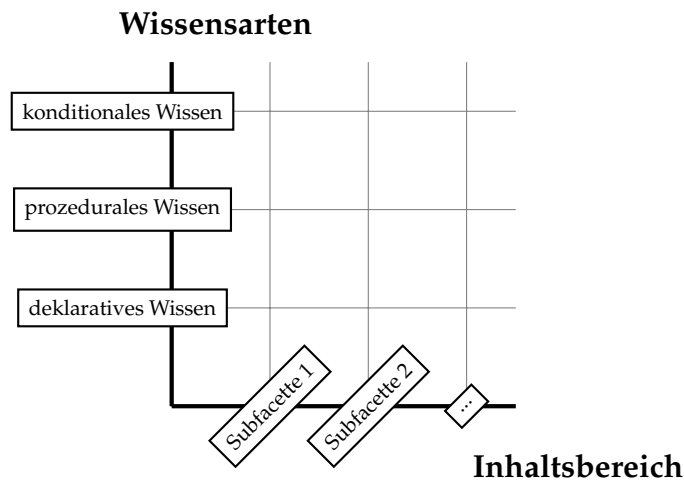 Wissensarten
konditionales Wissen
prozedurales Wissen
deklaratives Wissen
Subfacette 1
Subfacette 2
...
Inhaltsbereich